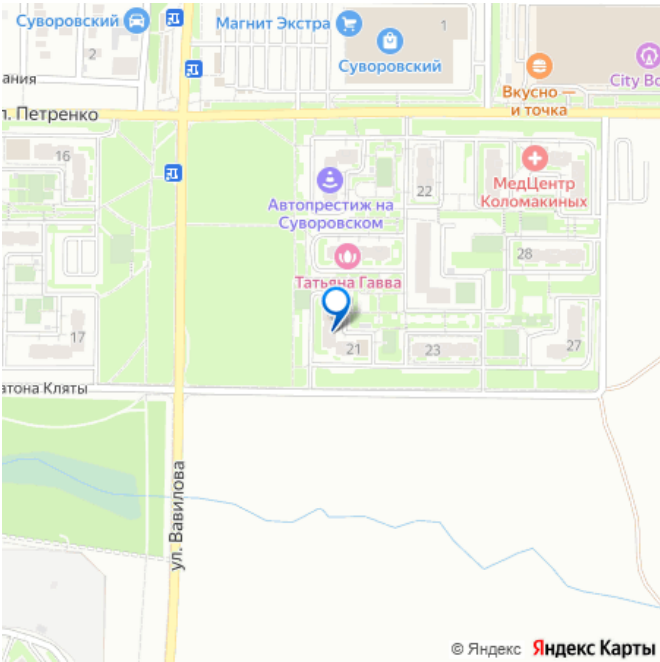 Суворовский
2
Магнит Экстра
1
Суворовский
City Bo
Вкусно —
и точка
ания
л. Петренко
16
МедЦентр
Коломакиных
22
Автопрестиж на
Суворовском
28
Татьяна Гавва
17
21
23
27
атона Кляты
ул. Вавилова
© Яндекс Яндекс Карты